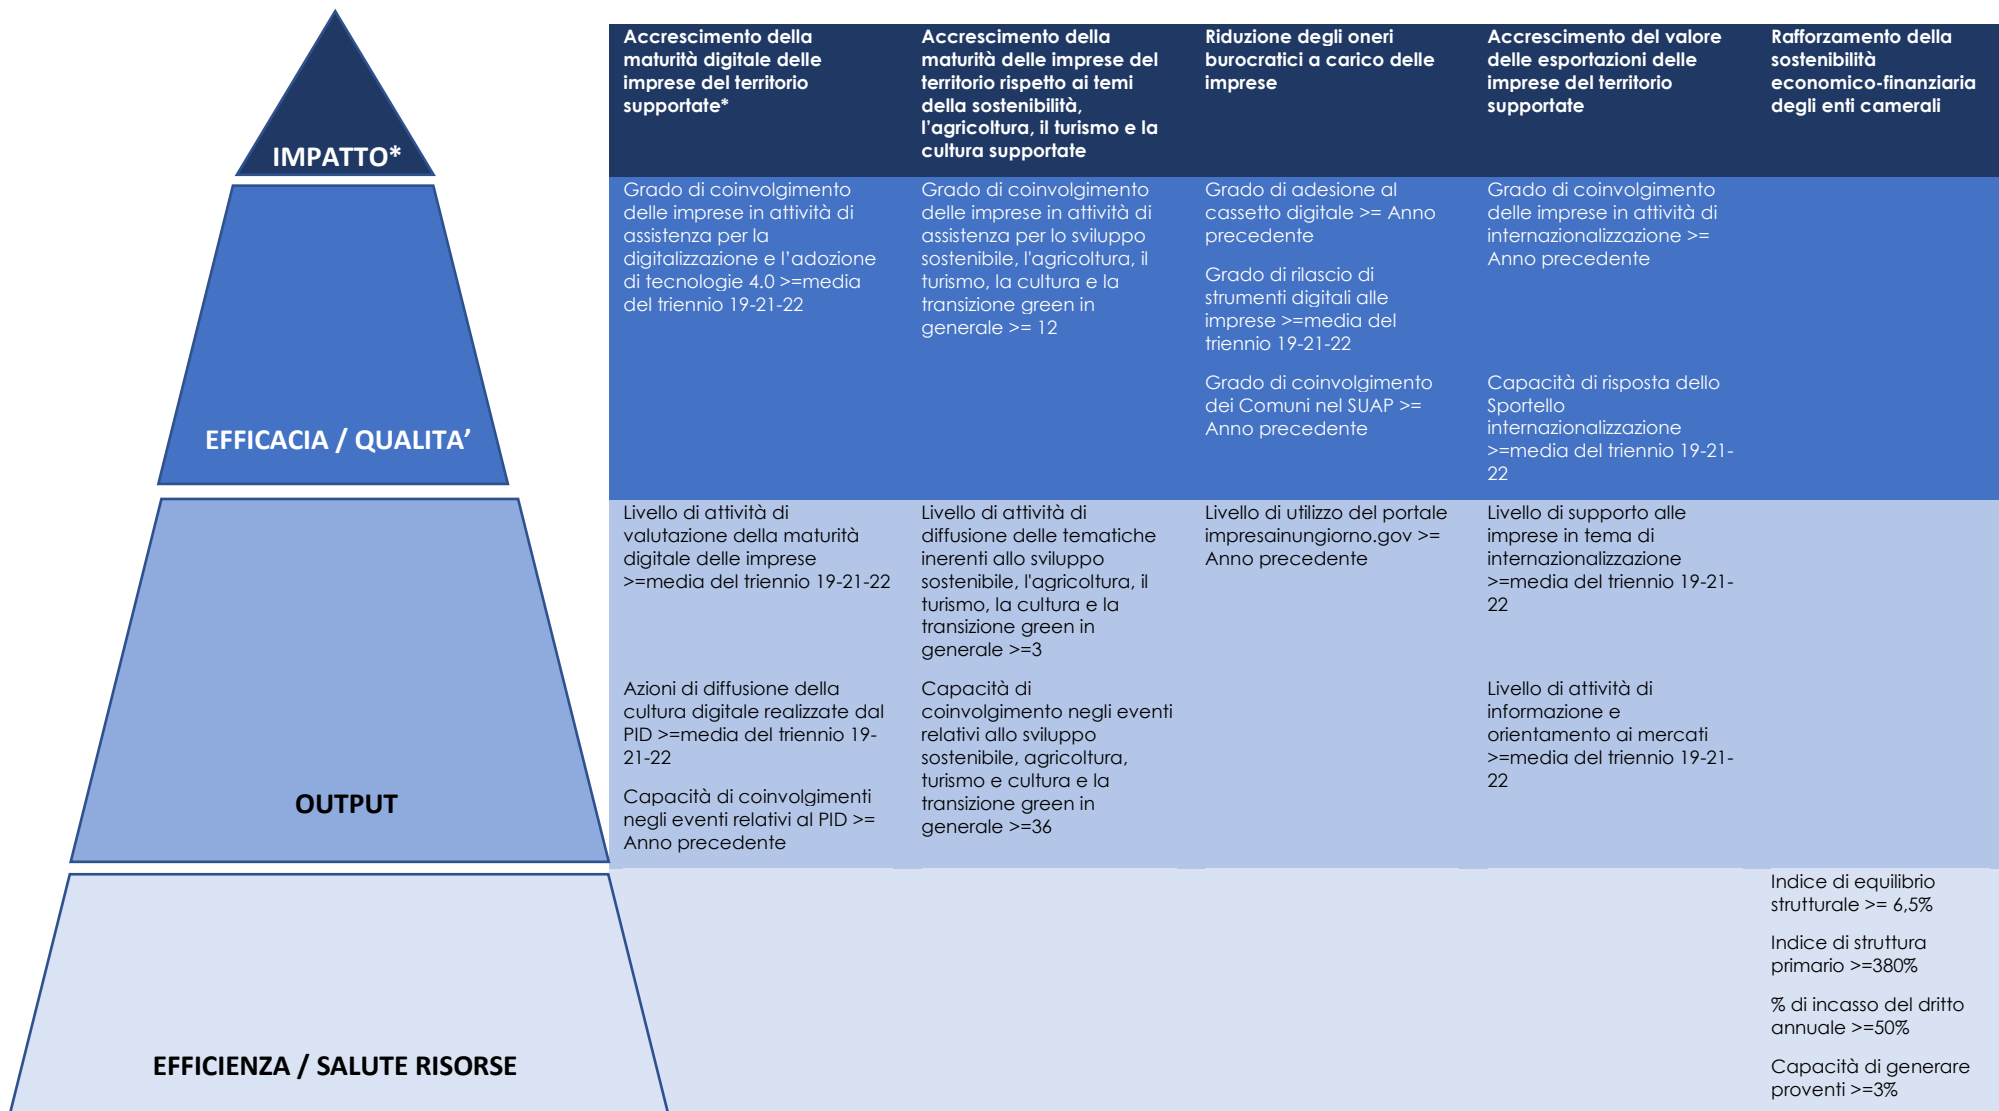 IMPATTO*
Accrescimento della
maturità digitale delle
imprese del territorio
supportate*
Accrescimento della
maturità delle imprese del
territorio rispetto ai temi
della sostenibilità,
l'agricoltura, il turismo e la
cultura supportate
Riduzione degli oneri
burocratici a carico delle
imprese
Accrescimento del valore
delle esportazioni delle
imprese del territorio
supportate
Rafforzamento della
sostenibilità
economico-finanziaria
degli enti camerali
EFFICACIA / QUALITA’
Grado di coinvolgimento
delle imprese in attività di
assistenza per la
digitalizzazione e l’adozione
di tecnologie 4.0 >=media
del triennio 19-21-22
Grado di coinvolgimento
delle imprese in attività di
assistenza per lo sviluppo
sostenibile, l'agricoltura, il
turismo, la cultura e la
transizione green in
generale >= 12
Grado di adesione al
cassetto digitale >= Anno
precedente
Grado di rilascio di
strumenti digitali alle
imprese >=media del
triennio 19-21-22
Grado di coinvolgimento
dei Comuni nel SUAP >=
Anno precedente
Grado di coinvolgimento
delle imprese in attività di
internazionalizzazione >=
Anno precedente
Capacità di risposta dello
Sportello
internazionalizzazione
>=media del triennio 19-21-
22
OUTPUT
Livello di attività di
valutazione della maturità
digitale delle imprese
>=media del triennio 19-21-22
Azioni di diffusione della
cultura digitale realizzate dal
PID >=media del triennio 19-
21-22
Capacità di coinvolgimenti
negli eventi relativi al PID >=
Anno precedente
Livello di attività di
diffusione delle tematiche
inerenti allo sviluppo
sostenibile, l'agricoltura, il
turismo, la cultura e la
transizione green in
generale >=3
Capacità di
coinvolgimento negli eventi
relativi allo sviluppo
sostenibile, agricoltura,
turismo e cultura e la
transizione green in
generale >=36
Livello di utilizzo del portale
impresainungiorno.gov >=
Anno precedente
Livello di supporto alle
imprese in tema di
internazionalizzazione
>=media del triennio 19-21-
22
Livello di attività di
informazione e
orientamento ai mercati
>=media del triennio 19-21-
22
EFFICIENZA / SALUTE RISORSE
Indice di equilibrio
strutturale >= 6,5%
Indice di struttura
primario >=380%
% di incasso del dritto
annuale >=50%
Capacità di generare
proventi >=3%